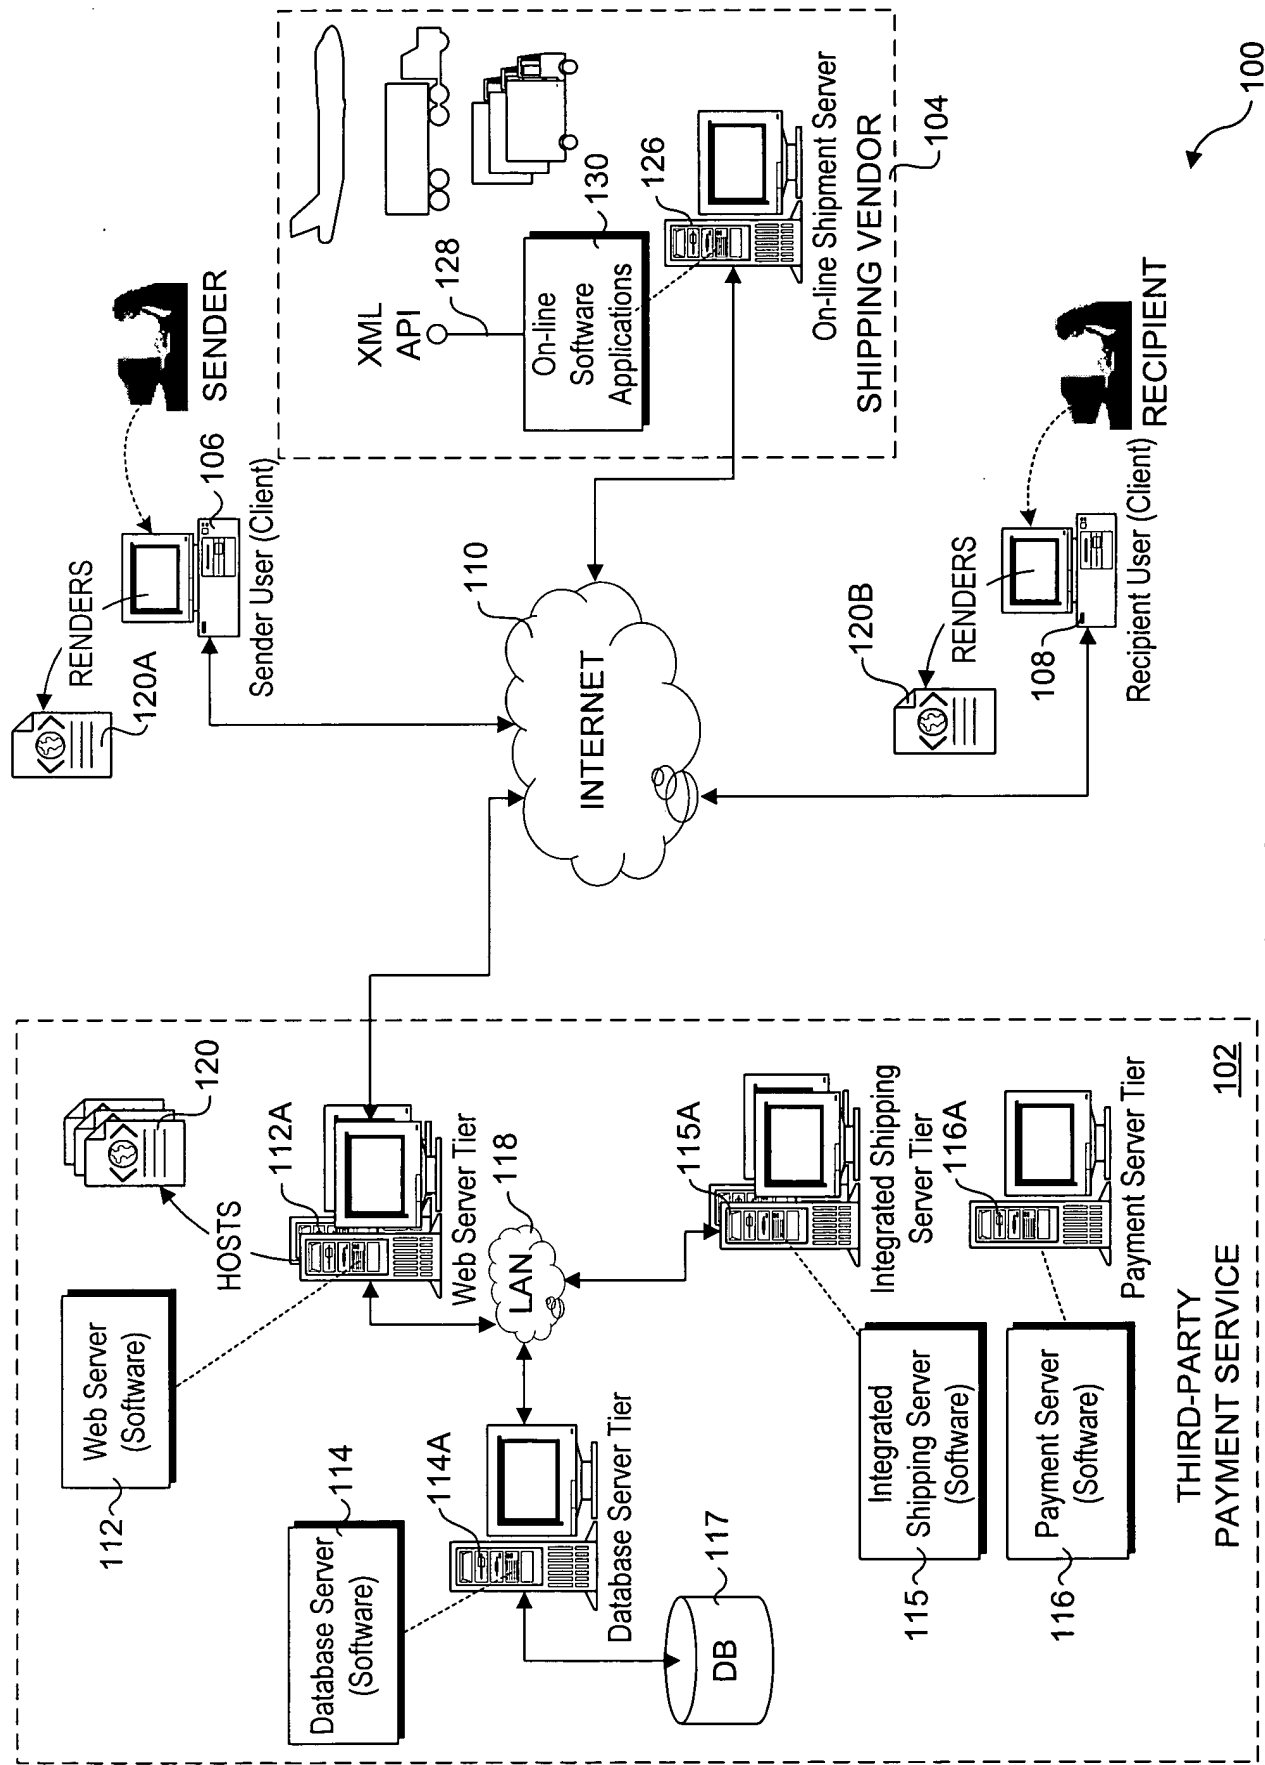 100
SENDER
106
Sender User (Client)
RENDERS
120A
XML
API
128
On-line
Software
Applications
130
126
On-line Shipment Server
SHIPPING VENDOR
104
110
INTERNET
RECIPIENT
Recipient User (Client)
108
RENDERS
120B
120
HOSTS
112A
Web Server Tier
Web Server
(Software)
112
118
LAN
Database Server
(Software)
114
114A
Database Server Tier
DB
117
115A
Integrated Shipping
Server Tier
Integrated
Shipping Server
(Software)
115
116A
Payment Server Tier
Payment Server
(Software)
116
102
THIRD-PARTY
PAYMENT SERVICE